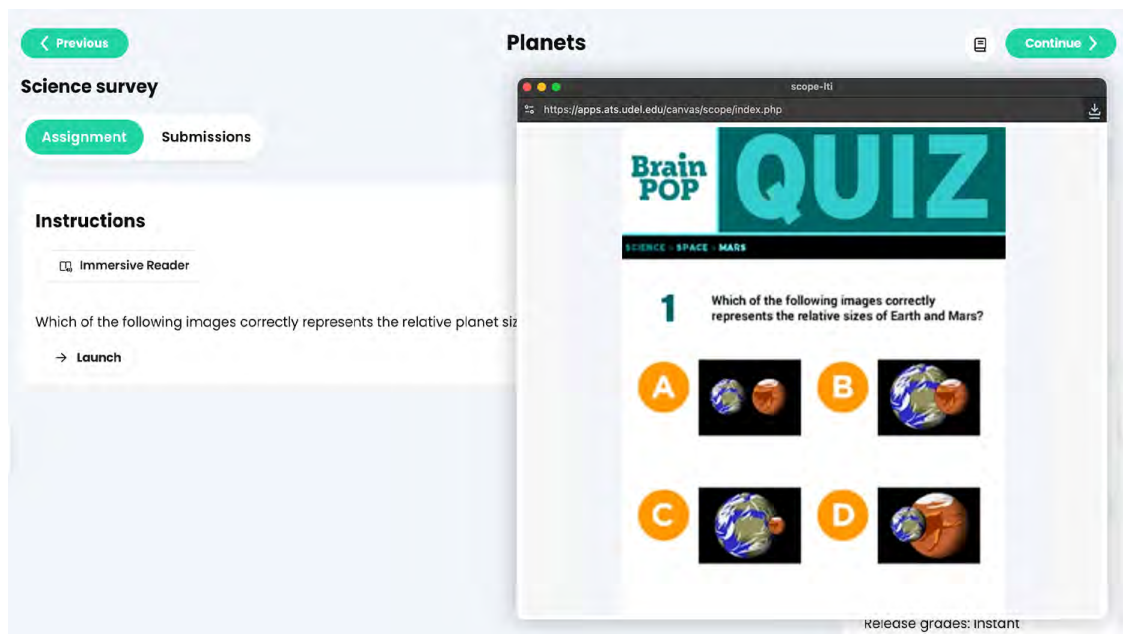 Previous
Planets
Continue
Science survey
Assignment
Submissions
Instructions
Immersive Reader
Which of the following images correctly represents the relative planet siz
Launch
scope-lti
https://apps.ats.udel.edu/canvas/scope/index.php
Brain
POP
QUIZ
SCIENCE > SPACE > MARS
1
Which of the following images correctly
represents the relative sizes of Earth and Mars?
A
B
C
D
Release grades: Instant